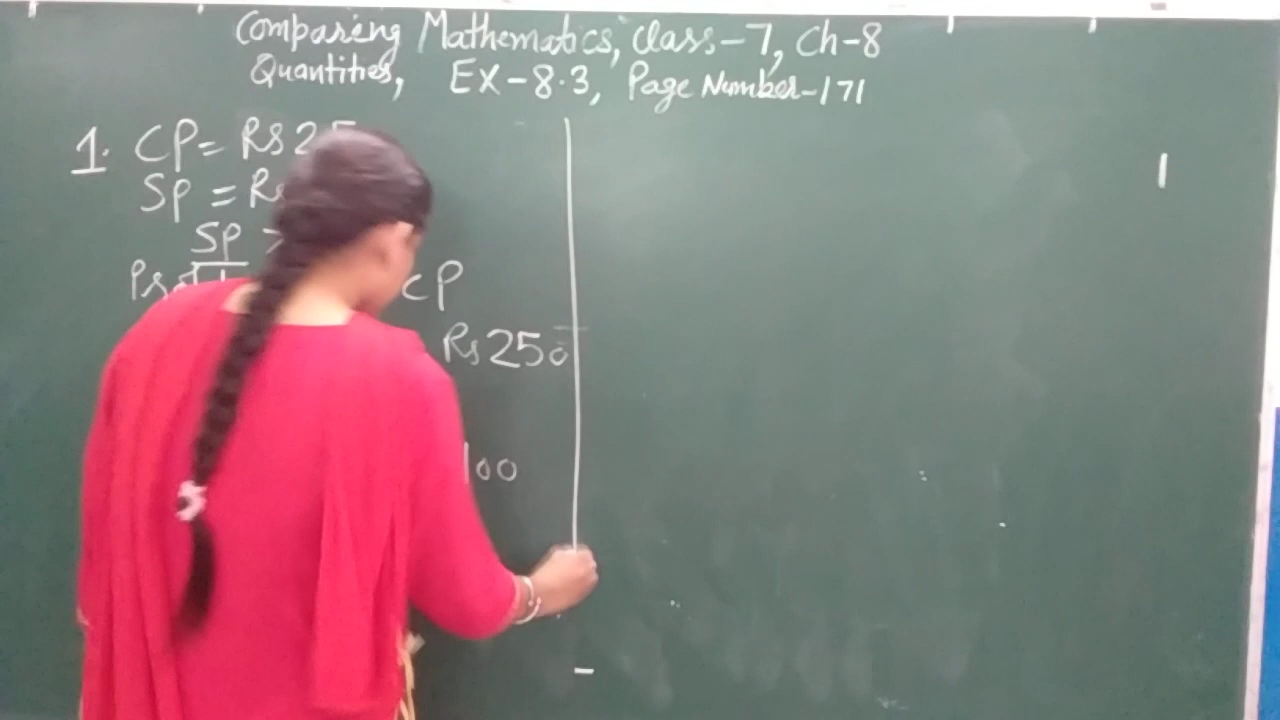 Comparing Mathematics, Class-7, Ch-8
Quantities, EX-8.3, Page Number-171
1. CP= RS 25
SP = Rs
SP >
CP
Rs 250
100